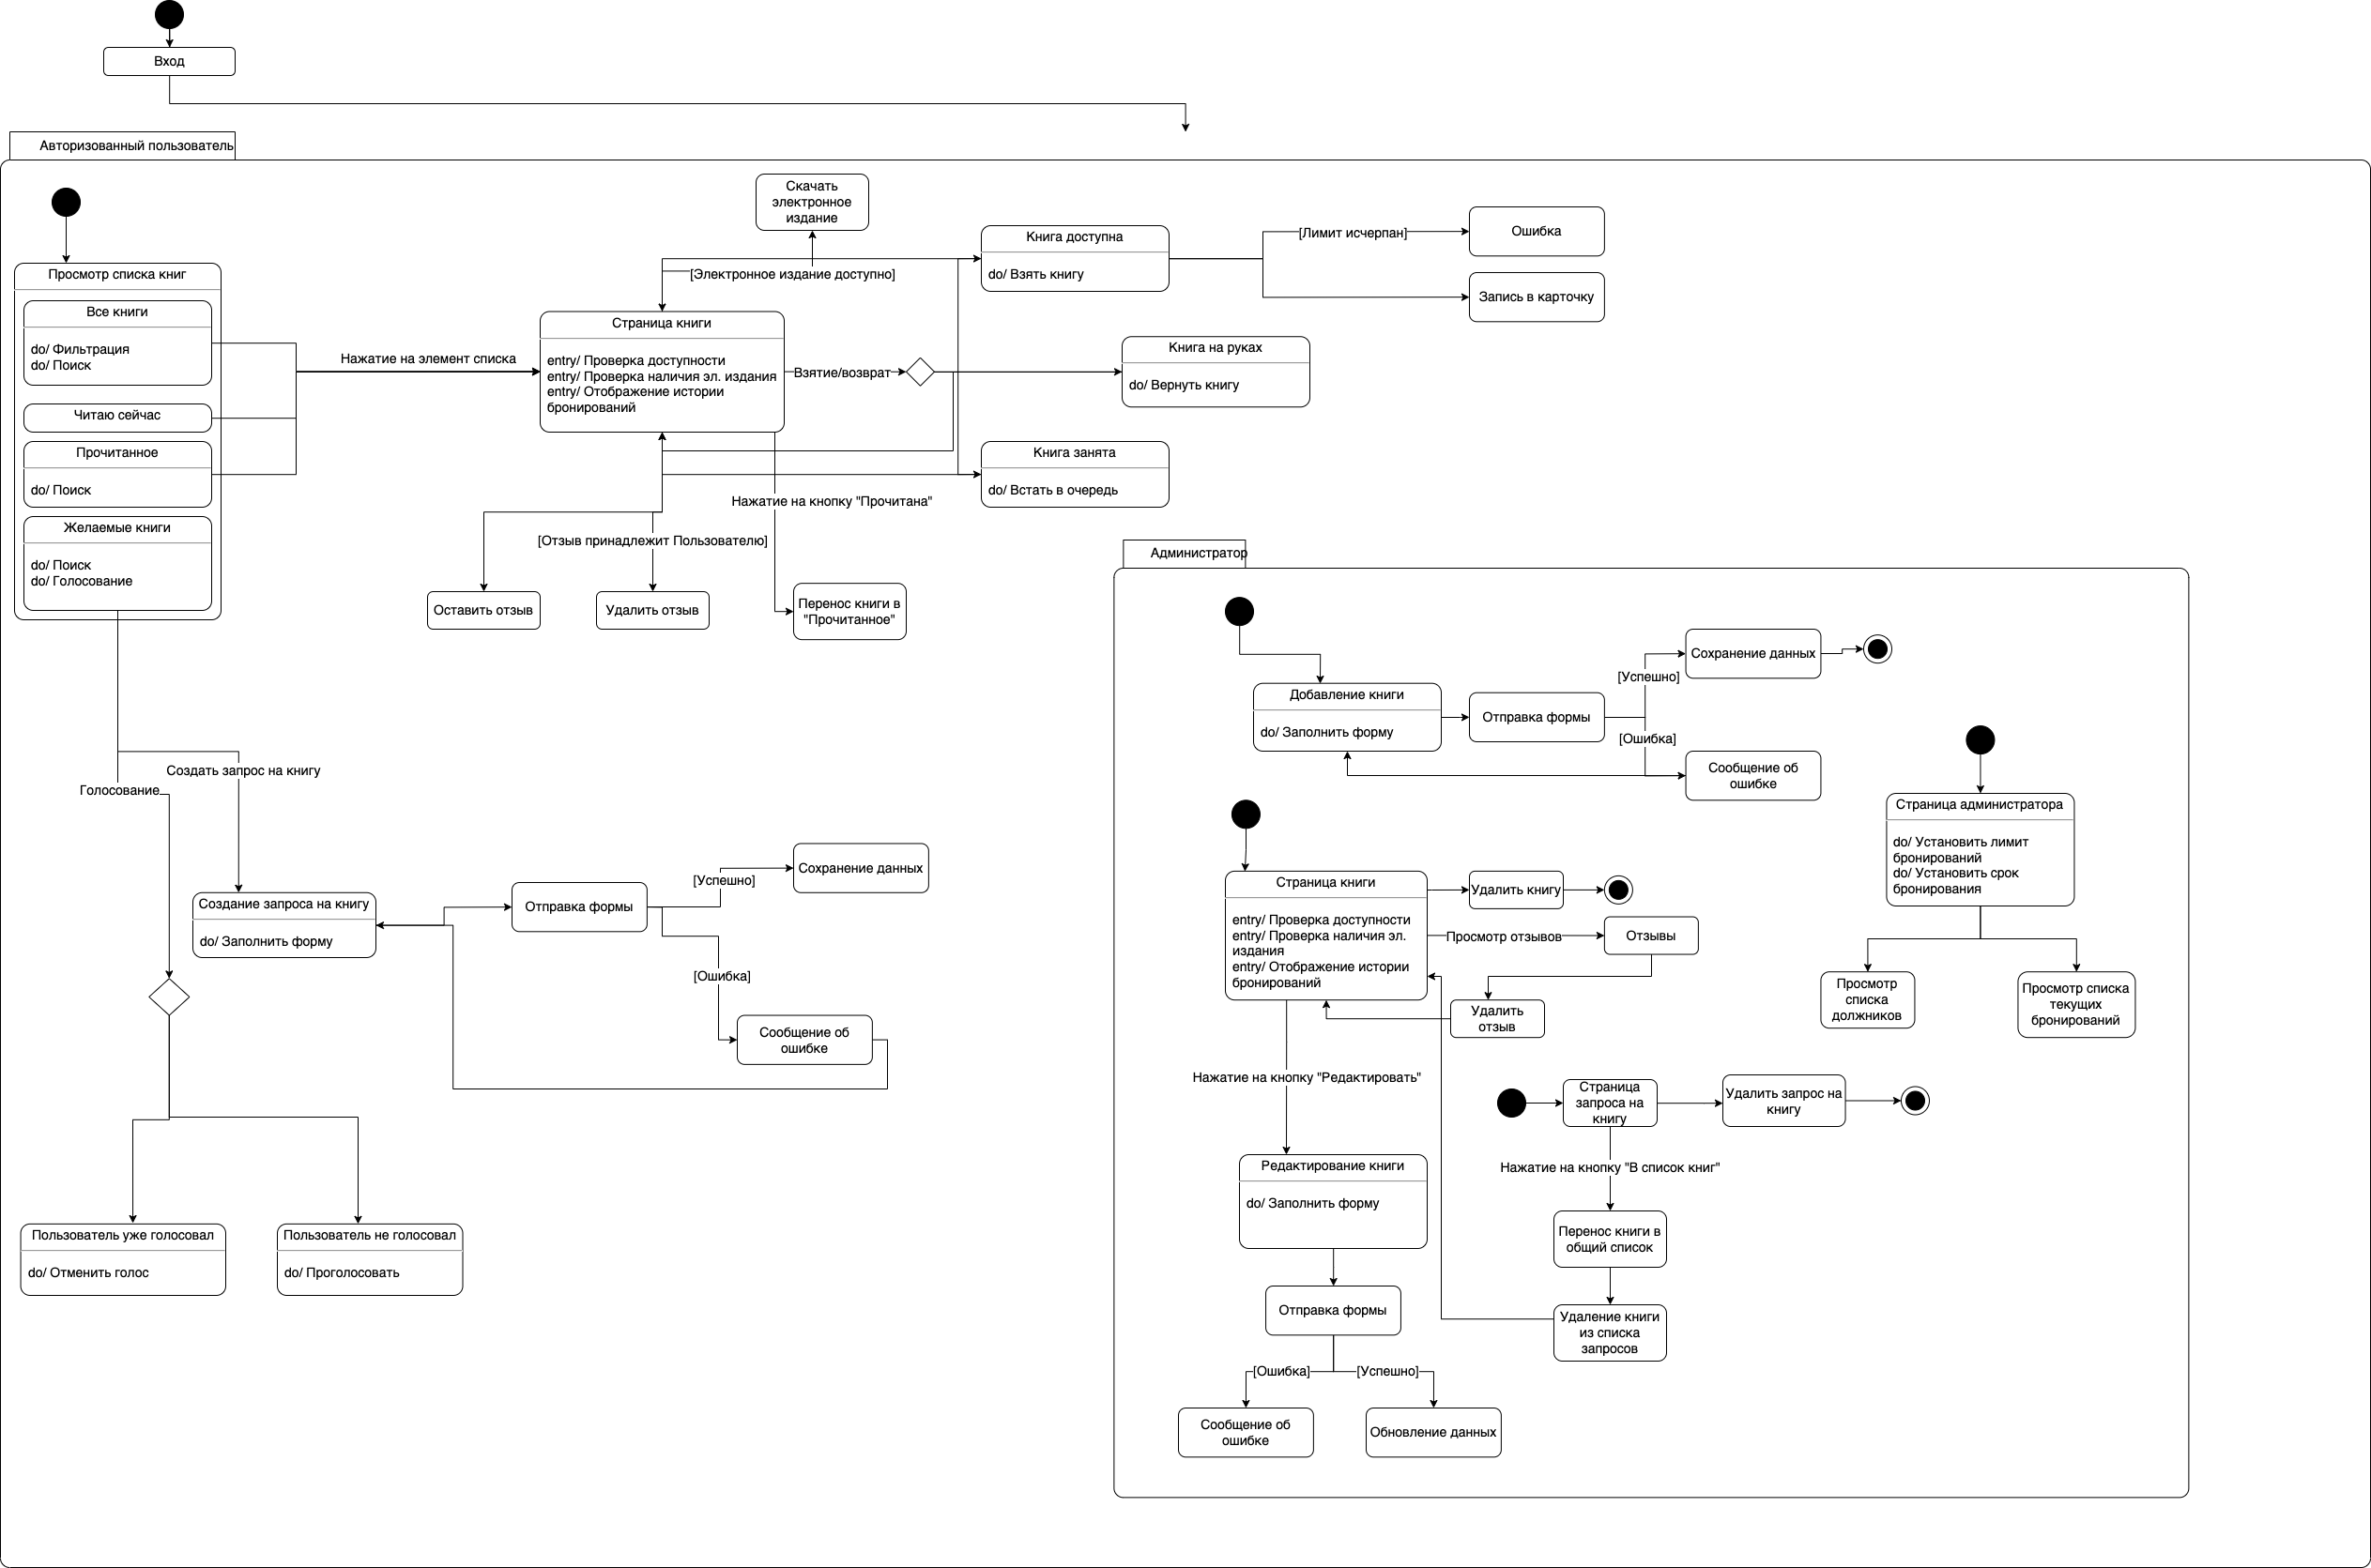 Вход
Авторизованный пользователь
Просмотр списка книг
Все книги
do/ Фильтрация
do/ Поиск
Читаю сейчас
Прочитанное
do/ Поиск
Желаемые книги
do/ Поиск
do/ Голосование
Нажатие на элемент списка
Скачать
электронное
издание
[Электронное издание доступно]
Страница книги
entry/ Проверка доступности
entry/ Проверка наличия эл. издания
entry/ Отображение истории
бронирований
Взятие/возврат
Книга доступна
do/ Взять книгу
[Лимит исчерпан]
Ошибка
Запись в карточку
Книга на руках
do/ Вернуть книгу
Книга занята
do/ Встать в очередь
Нажатие на кнопку "Прочитана"
[Отзыв принадлежит Пользователю]
Оставить отзыв
Удалить отзыв
Перенос книги в
"Прочитанное"
Создать запрос на книгу
Голосование
Создание запроса на книгу
do/ Заполнить форму
Отправка формы
[Успешно]
Сохранение данных
[Ошибка]
Сообщение об
ошибке
Пользователь уже голосовал
do/ Отменить голос
Пользователь не голосовал
do/ Проголосовать
Администратор
Добавление книги
do/ Заполнить форму
Отправка формы
[Успешно]
Сохранение данных
[Ошибка]
Сообщение об
ошибке
Страница администратора
do/ Установить лимит
бронирований
do/ Установить срок
бронирования
Просмотр
списка
должников
Просмотр списка
текущих
бронирований
Страница книги
entry/ Проверка доступности
entry/ Проверка наличия эл.
издания
entry/ Отображение истории
бронирований
Удалить книгу
Просмотр отзывов
Отзывы
Удалить
отзыв
Нажатие на кнопку "Редактировать"
Страница
запроса на
книгу
Удалить запрос на
книгу
Нажатие на кнопку "В список книг"
Перенос книги в
общий список
Удаление книги
из списка
запросов
Редактирование книги
do/ Заполнить форму
Отправка формы
[Ошибка]
[Успешно]
Сообщение об
ошибке
Обновление данных